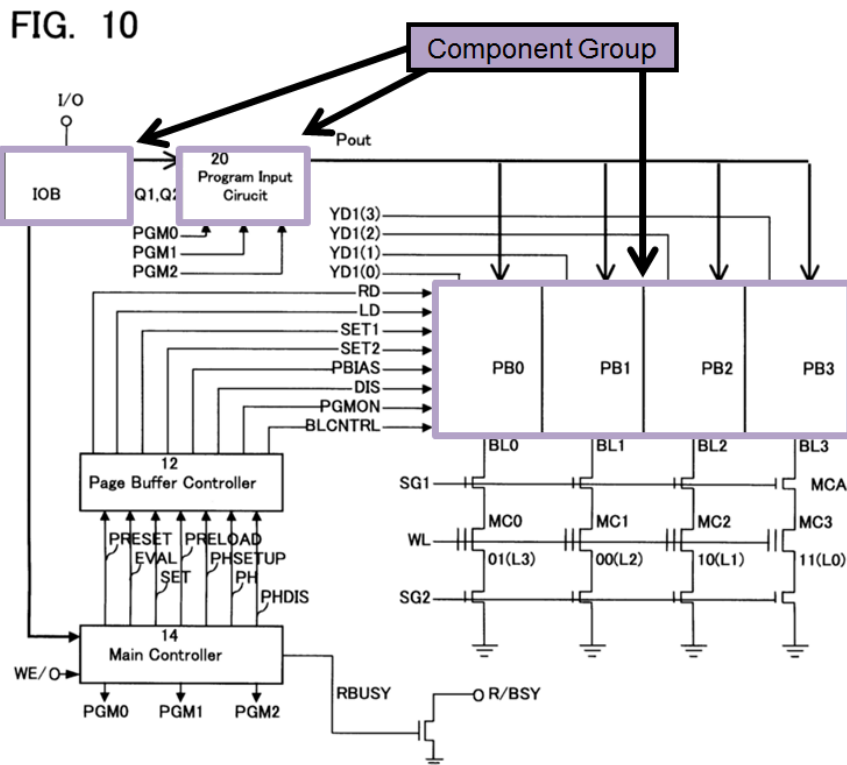 FIG. 10
Component Group
I/O
Pout
IOB
Q1,Q2
20
Program Input
Cirucit
PGM0
PGM1
PGM2
YD1(3)
YD1(2)
YD1(1)
YD1(0)
RD
LD
SET1
SET2
PBIAS
DIS
PGMON
BLCNTRL
PB0
PB1
PB2
PB3
BL0
BL1
BL2
BL3
12
Page Buffer Controller
SG1
MCA
MC0
MC1
MC2
MC3
WL
01(L3)
00(L2)
10(L1)
11(L0)
SG2
PRESET
EVAL
SET
PRELOAD
PHSETUP
PH
PHDIS
14
Main Controller
WE/O
PGM0
PGM1
PGM2
RBUSY
R/BSY